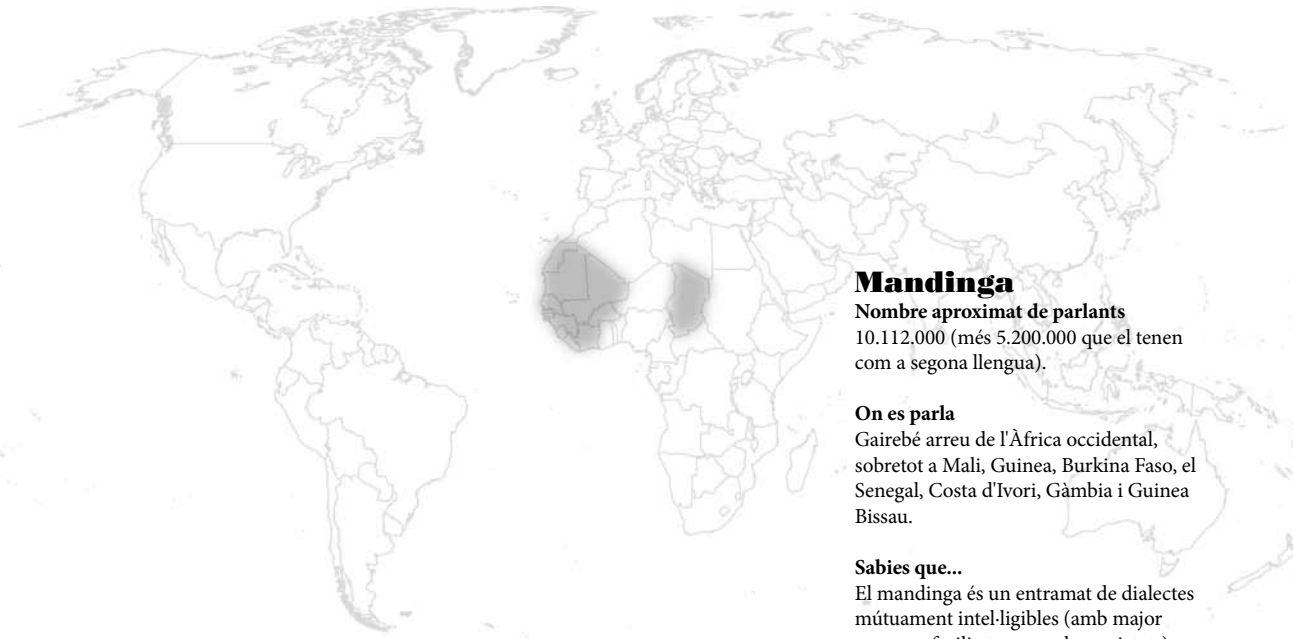 Mandinga
Nombre aproximat de parlants
10.112.000 (més 5.200.000 que el tenen
com a segona llengua).
On es parla
Gairebé arreu de l'Àfrica occidental,
sobretot a Mali, Guinea, Burkina Faso, el
Senegal, Costa d'Ivori, Gàmbia i Guinea
Bissau.
Sabies que...
El mandinga és un entramat de dialectes
mútuament intel·ligibles (amb major